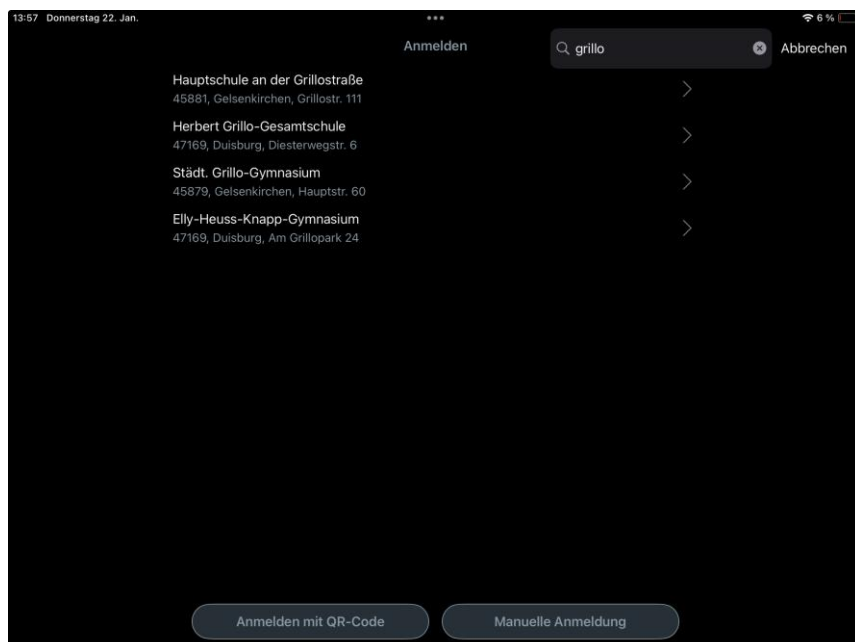 13:57 Donnerstag 22. Jan.
6 %
Anmelden
grillo
Abbrechen
Hauptschule an der Grillostraße
45881, Gelsenkirchen, Grillostr. 111
Herbert Grillo-Gesamtschule
47169, Duisburg, Diesterwegstr. 6
Städt. Grillo-Gymnasium
45879, Gelsenkirchen, Hauptstr. 60
Elly-Heuss-Knapp-Gymnasium
47169, Duisburg, Am Grillopark 24
Anmelden mit QR-Code
Manuelle Anmeldung